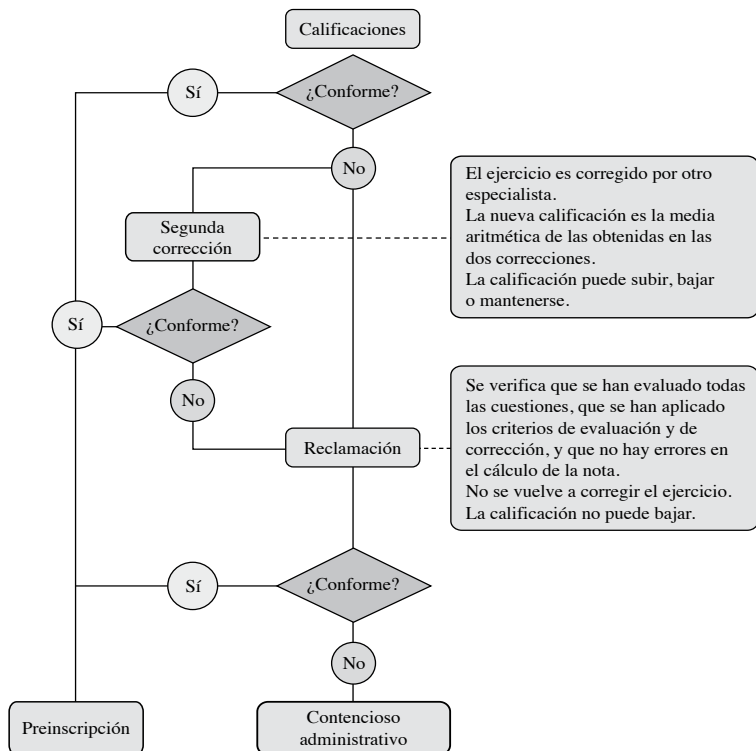 Calificaciones
¿Conforme?
Sí
No
El ejercicio es corregido por otro
especialista.
La nueva calificación es la media
aritmética de las obtenidas en las
dos correcciones.
La calificación puede subir, bajar
o mantenerse.
Segunda
corrección
Sí
¿Conforme?
No
Se verifica que se han evaluado todas
las cuestiones, que se han aplicado
los criterios de evaluación y de
corrección, y que no hay errores en
el cálculo de la nota.
No se vuelve a corregir el ejercicio.
La calificación no puede bajar.
Reclamación
Sí
¿Conforme?
No
Preinscripción
Contencioso
administrativo